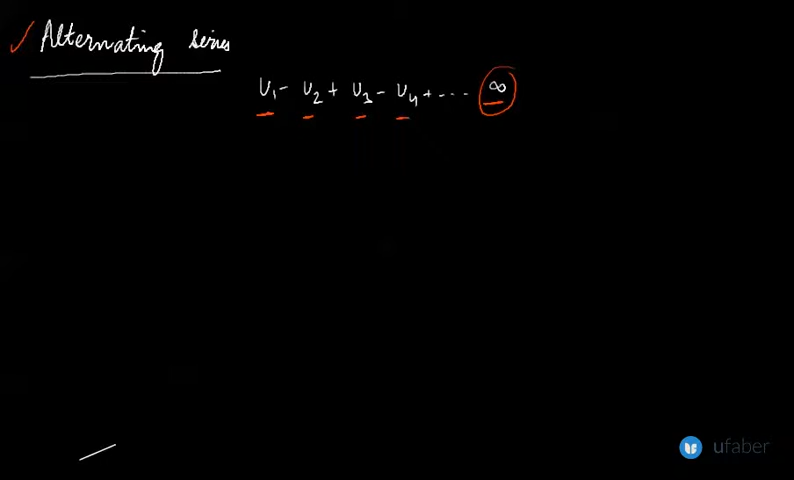 Alternating series
U₁ - U₂ + U₃ - U₄ + ---- ∞
ufaber